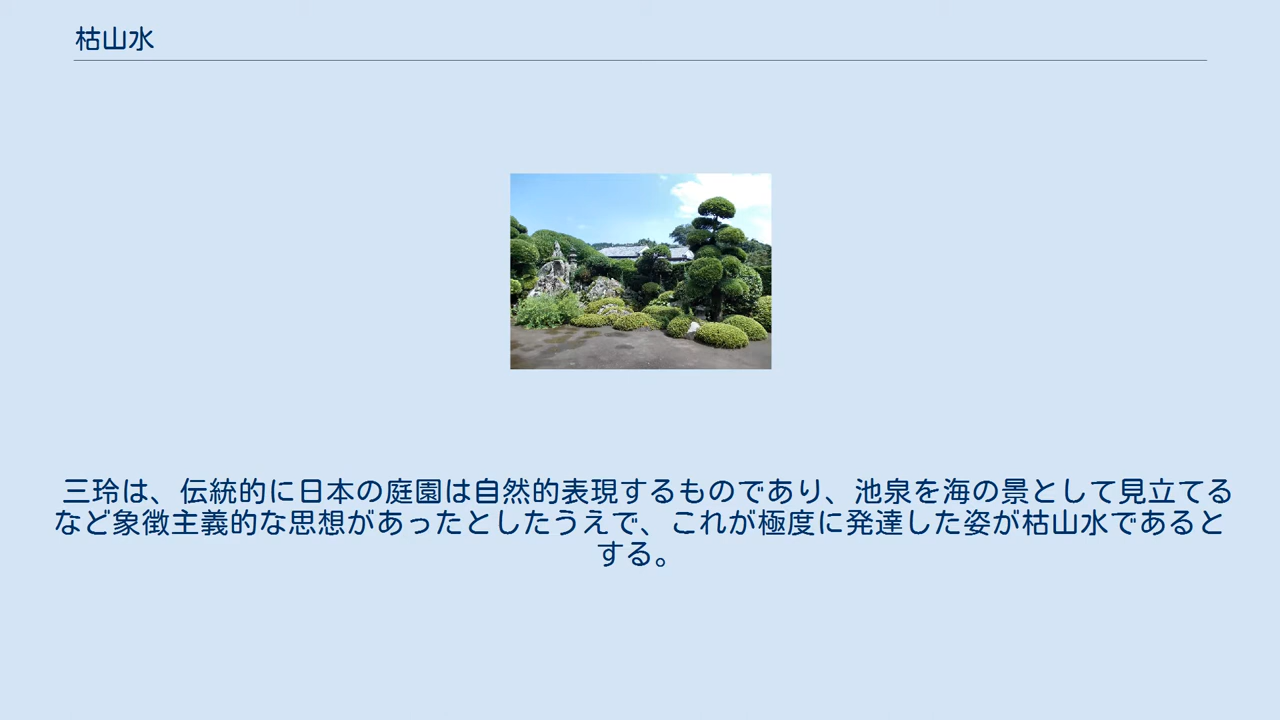 枯山水
三玲は、伝統的に日本の庭園は自然的表現するものであり、池泉を海の景として見立てる
など象徴主義的な思想があったとしたうえで、これが極度に発達した姿が枯山水であると
する。